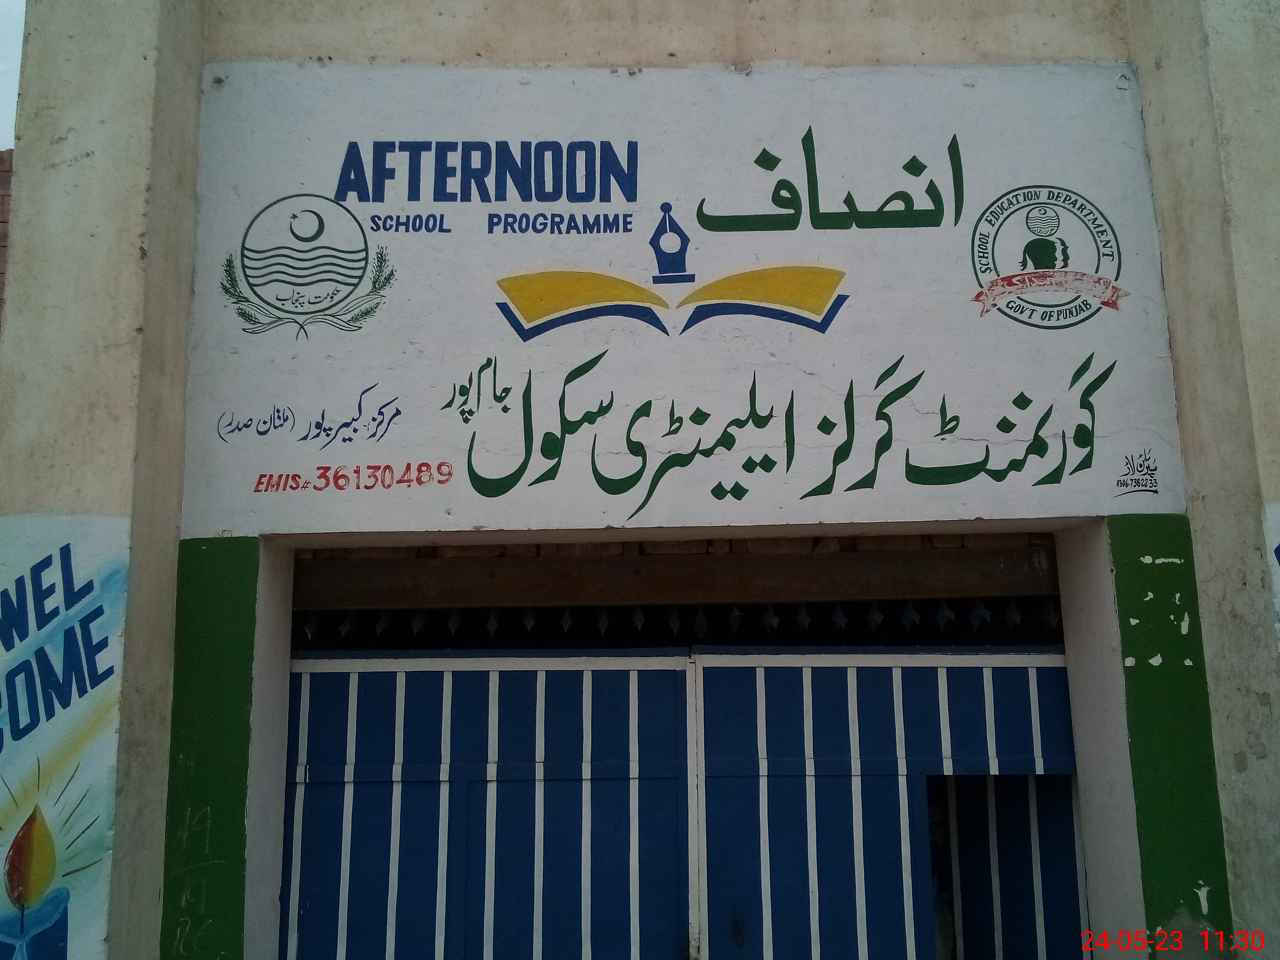 AFTERNOON
SCHOOL PROGRAMME
انصاف
حکومت پنجاب
SCHOOL EDUCATION DEPARTMENT
GOVT OF PUNJAB
گورنمنٹ گرلز ایلیمنٹری سکول جام پور
مرکز کبیر پور (ملتان صدر)
EMIS# 36130489
WEL
COME
24-05-23 11:30